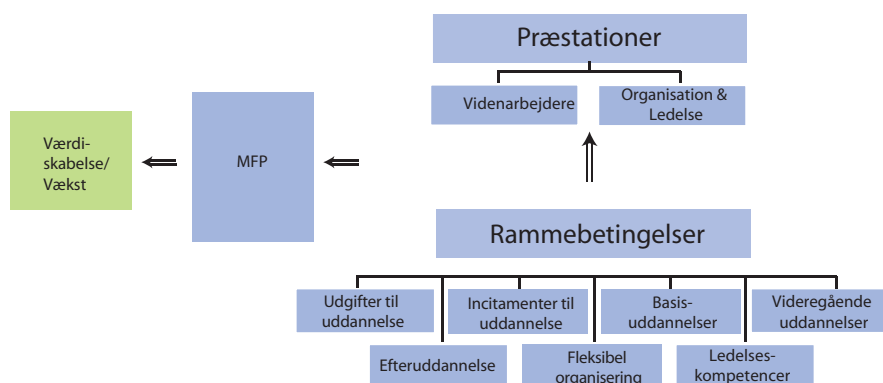 Præstationer
Videnarbejdere
Organisation &
Ledelse
Værdi-
skabelse/
Vækst
MFP
Rammebetingelser
Udgifter til
uddannelse
Incitamenter til
uddannelse
Basis-
uddannelser
Videregående
uddannelser
Efteruddannelse
Fleksibel
organisering
Ledelses-
kompetencer